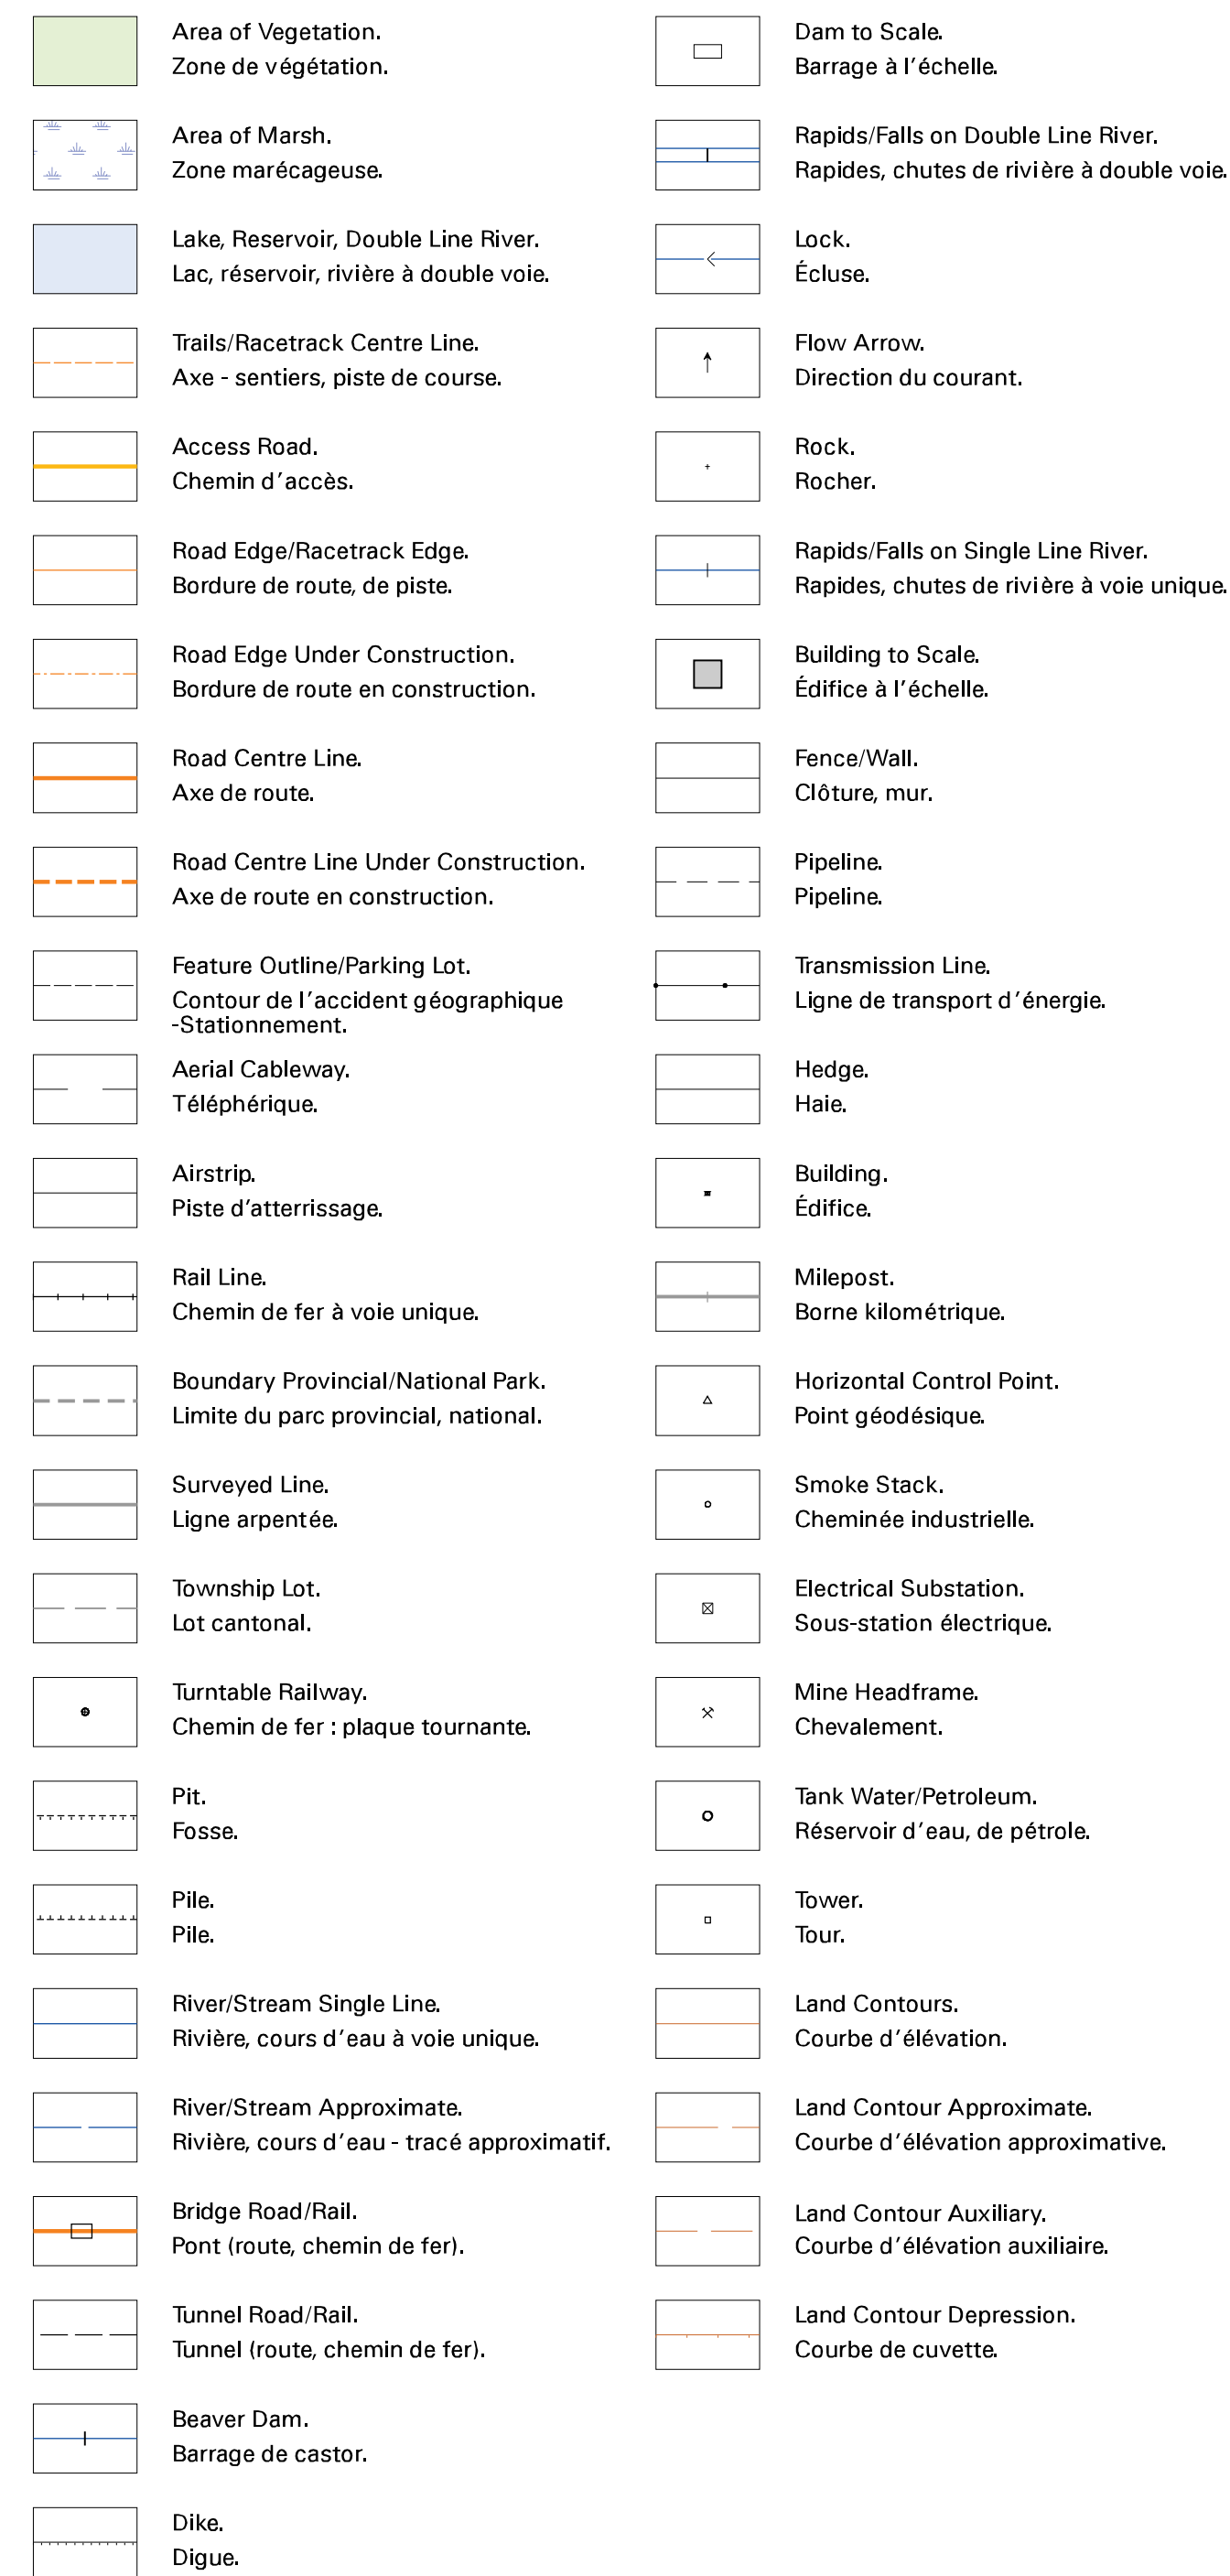 Area of Vegetation.
Zone de végétation.
Area of Marsh.
Zone marécageuse.
Lake, Reservoir, Double Line River.
Lac, réservoir, rivière à double voie.
Trails/Racetrack Centre Line.
Axe - sentiers, piste de course.
Access Road.
Chemin d'accès.
Road Edge/Racetrack Edge.
Bordure de route, de piste.
Road Edge Under Construction.
Bordure de route en construction.
Road Centre Line.
Axe de route.
Road Centre Line Under Construction.
Axe de route en construction.
Feature Outline/Parking Lot.
Contour de l'accident géographique
-Stationnement.
Aerial Cableway.
Téléphérique.
Airstrip.
Piste d'atterrissage.
Rail Line.
Chemin de fer à voie unique.
Boundary Provincial/National Park.
Limite du parc provincial, national.
Surveyed Line.
Ligne arpentée.
Township Lot.
Lot cantonal.
Turntable Railway.
Chemin de fer : plaque tournante.
Pit.
Fosse.
Pile.
Pile.
River/Stream Single Line.
Rivière, cours d'eau à voie unique.
River/Stream Approximate.
Rivière, cours d'eau - tracé approximatif.
Bridge Road/Rail.
Pont (route, chemin de fer).
Tunnel Road/Rail.
Tunnel (route, chemin de fer).
Beaver Dam.
Barrage de castor.
Dike.
Digue.
Dam to Scale.
Barrage à l'échelle.
Rapids/Falls on Double Line River.
Rapides, chutes de rivière à double voie.
Lock.
Écluse.
Flow Arrow.
Direction du courant.
Rock.
Rocher.
Rapids/Falls on Single Line River.
Rapides, chutes de rivière à voie unique.
Building to Scale.
Édifice à l'échelle.
Fence/Wall.
Clôture, mur.
Pipeline.
Pipeline.
Transmission Line.
Ligne de transport d'énergie.
Hedge.
Haie.
Building.
Édifice.
Milepost.
Borne kilométrique.
Horizontal Control Point.
Point géodésique.
Smoke Stack.
Cheminée industrielle.
Electrical Substation.
Sous-station électrique.
Mine Headframe.
Chevalement.
Tank Water/Petroleum.
Réservoir d'eau, de pétrole.
Tower.
Tour.
Land Contours.
Courbe d'élévation.
Land Contour Approximate.
Courbe d'élévation approximative.
Land Contour Auxiliary.
Courbe d'élévation auxiliaire.
Land Contour Depression.
Courbe de cuvette.